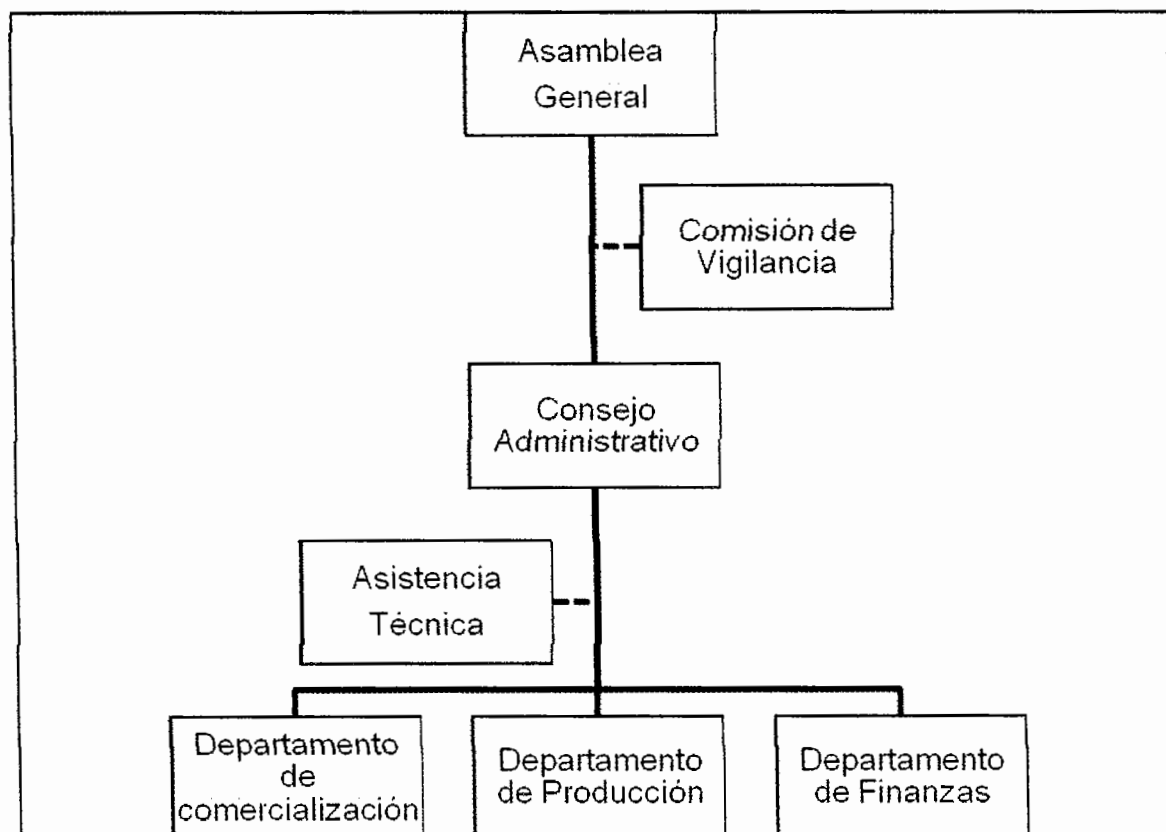 Asamblea
General
Comisión de
Vigilancia
Consejo
Administrativo
Asistencia
Técnica
Departamento
de
comercialización
Departamento
de Producción
Departamento
de Finanzas